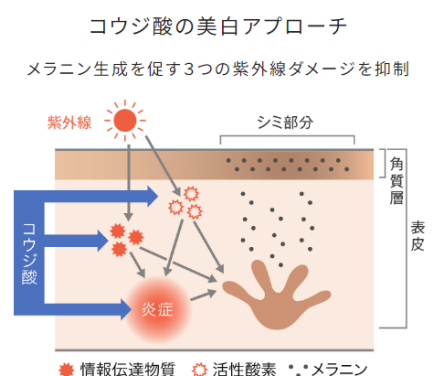 コウジ酸の美白アプローチ
メラニン生成を促す3つの紫外線ダメージを抑制
紫外線
シミ部分
角質層
表皮
コウジ酸
炎症
情報伝達物質
活性酸素
メラニン